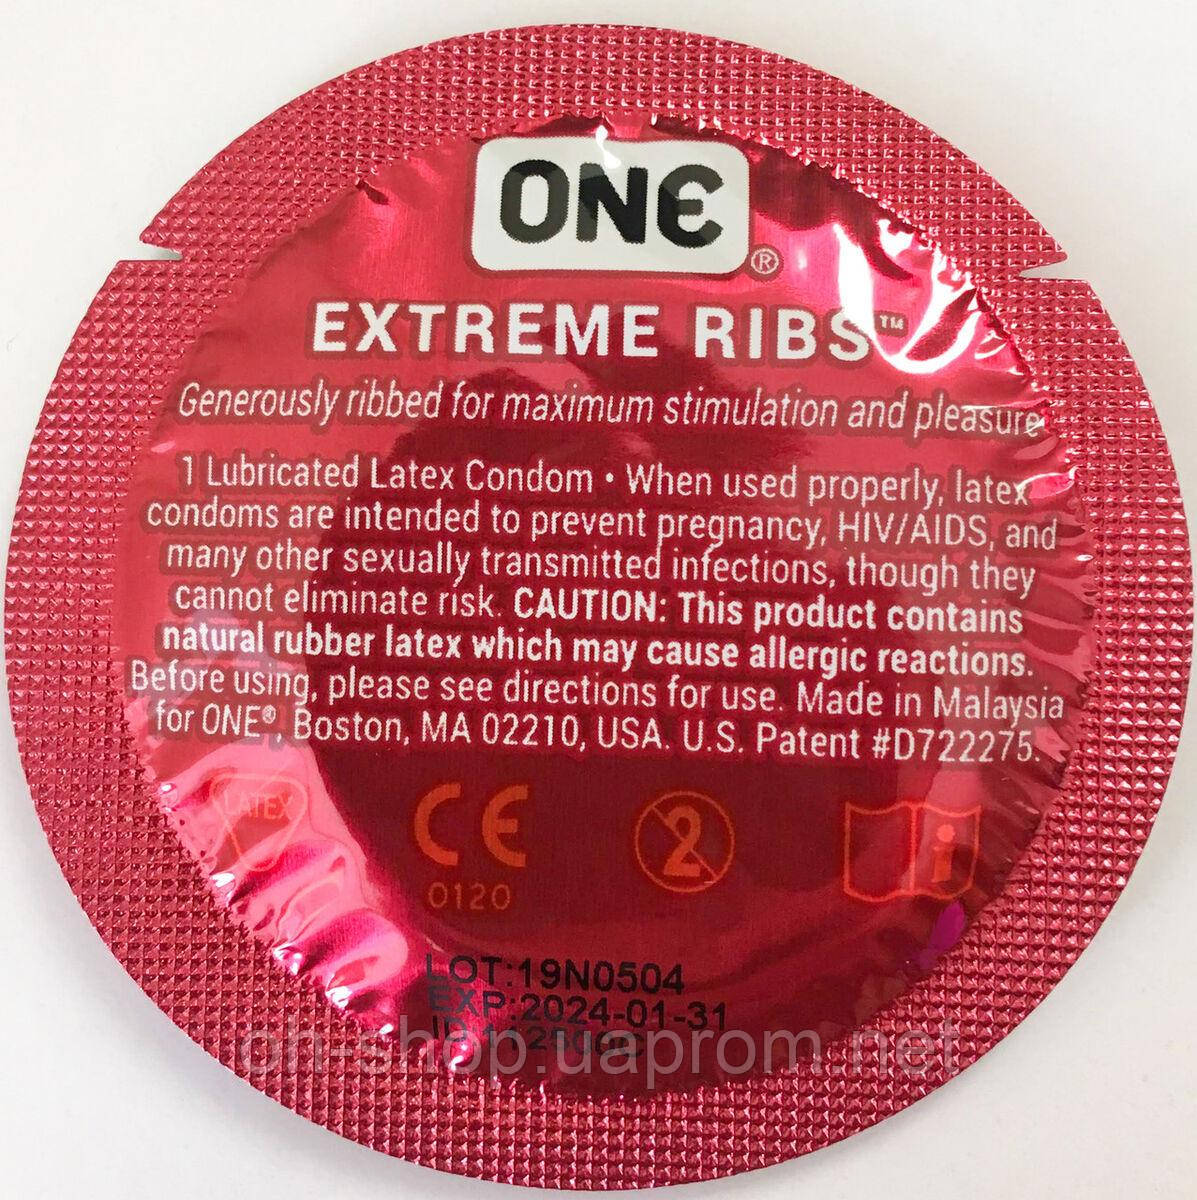 ONE®
EXTREME RIBS™
Generously ribbed for maximum stimulation and pleasure
1 Lubricated Latex Condom • When used properly, latex
condoms are intended to prevent pregnancy, HIV/AIDS, and
many other sexually transmitted infections, though they
cannot eliminate risk. CAUTION: This product contains
natural rubber latex which may cause allergic reactions.
Before using, please see directions for use. Made in Malaysia
for ONE®, Boston, MA 02210, USA. U.S. Patent #D722275.
LATEX
CE
0120
2
i
LOT:19N0504
EXP:2024-01-31
oh-shop.uaprom.net